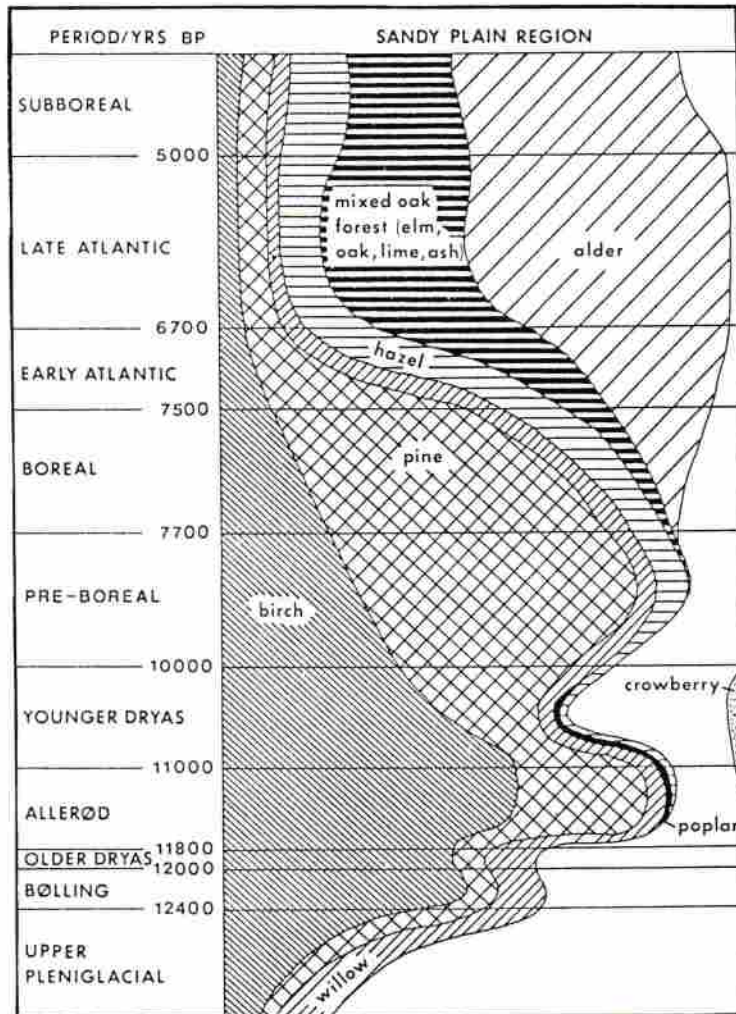 PERIOD/YRS BP
SANDY PLAIN REGION
SUBBOREAL
5000
mixed oak
forest (elm,
oak, lime, ash)
LATE ATLANTIC
alder
6700
hazel
EARLY ATLANTIC
7500
pine
BOREAL
7700
PRE-BOREAL
birch
10000
crowberry
YOUNGER DRYAS
11000
ALLERØD
poplar
11800
OLDER DRYAS
12000
BØLLING
12400
UPPER
PLENIGLACIAL
willow